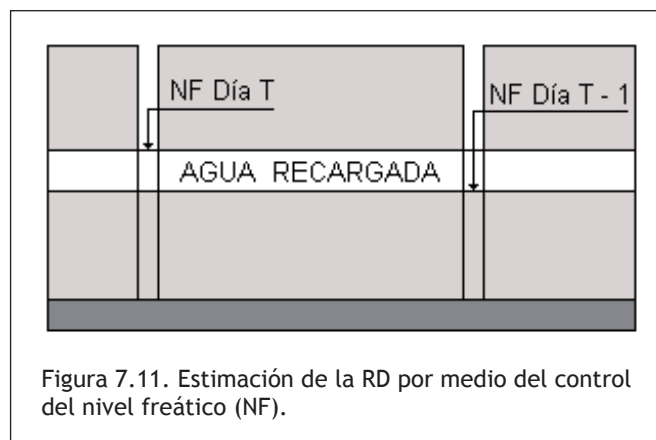 NF Día T
NF Día T - 1
AGUA RECARGADA
Figura 7.11. Estimación de la RD por medio del control
del nivel freático (NF).